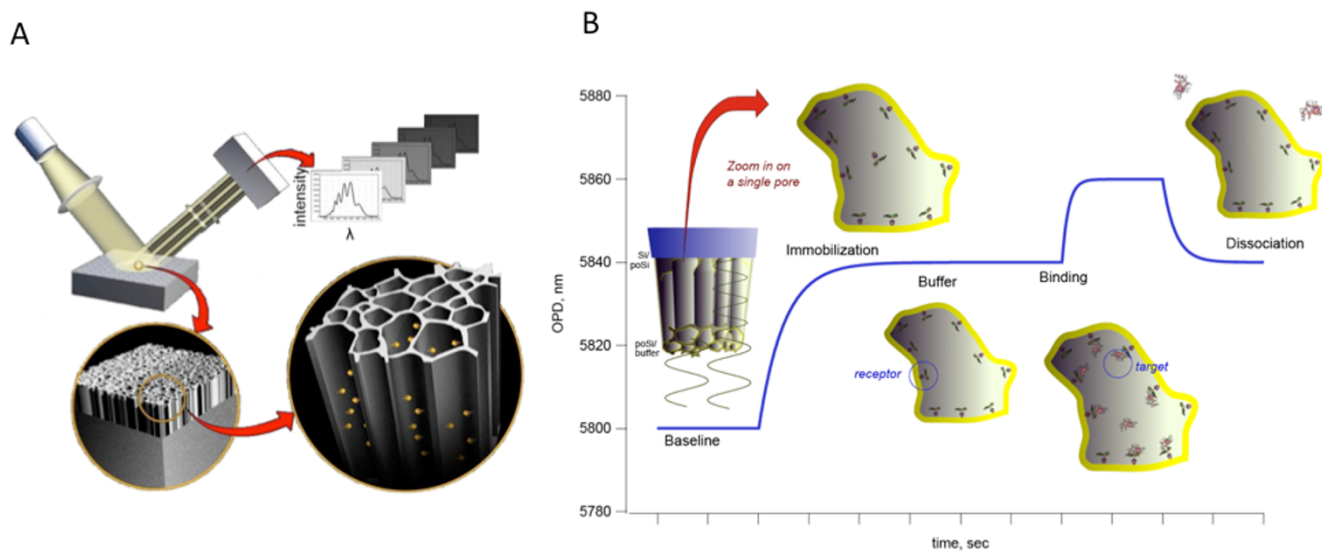 A
B
intensity
λ
5880
5860
5840
5820
5800
5780
OPD, nm
Zoom in on
a single pore
Si/
poSi
poSi/
buffer
Immobilization
Buffer
Binding
Dissociation
receptor
target
Baseline
time, sec